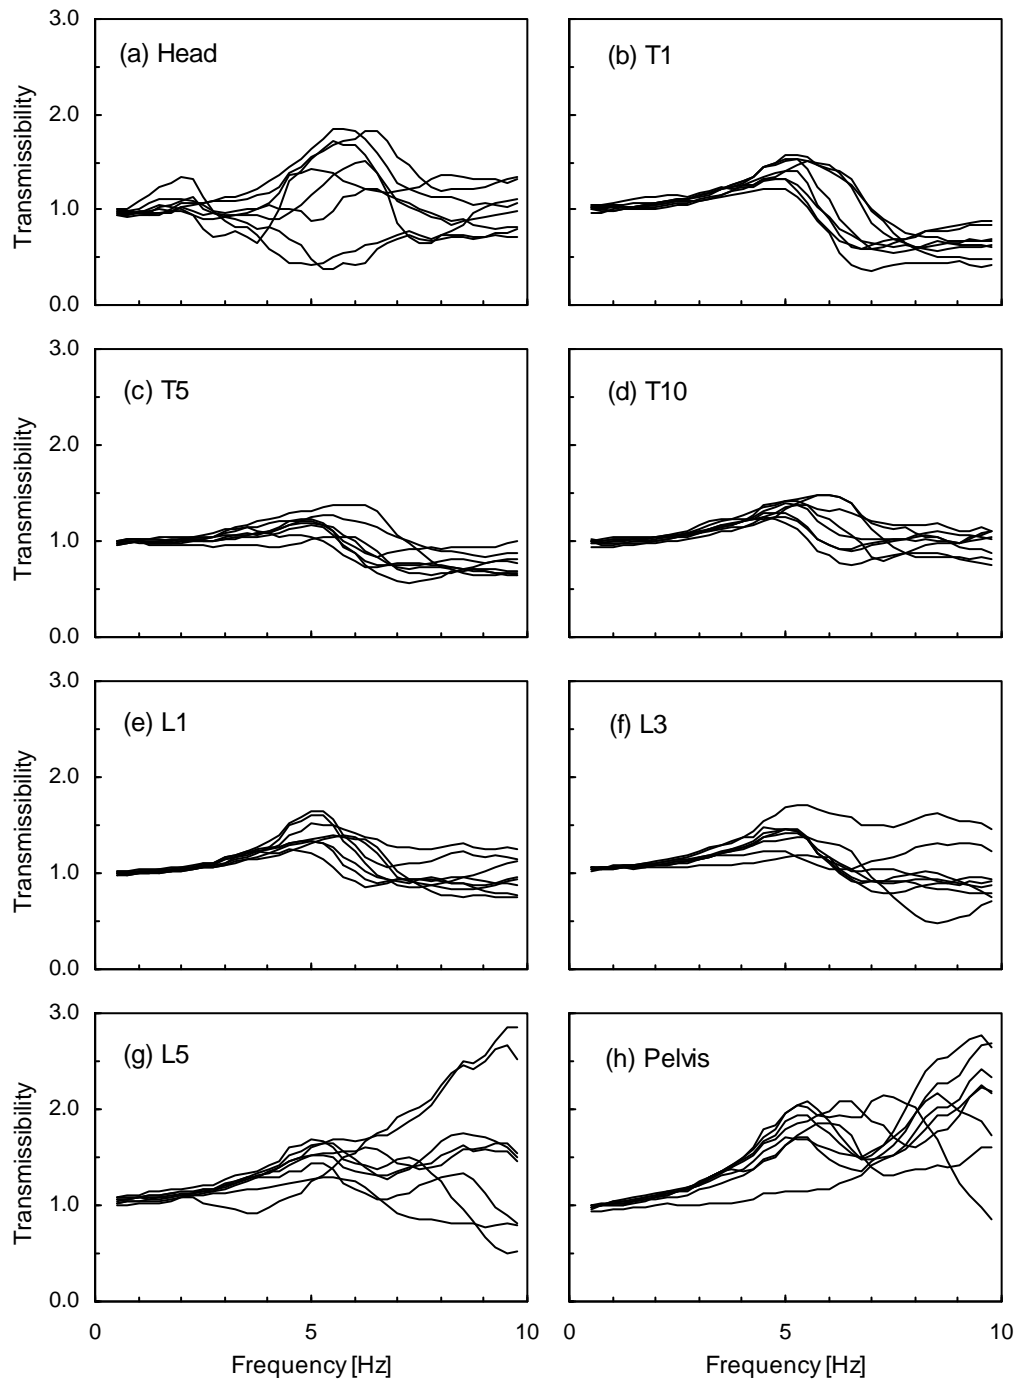 3.0
2.0
1.0
0.0
Transmissibility
(a) Head
(b) T1
3.0
2.0
1.0
0.0
Transmissibility
(c) T5
(d) T10
3.0
2.0
1.0
0.0
Transmissibility
(e) L1
(f) L3
3.0
2.0
1.0
0.0
Transmissibility
(g) L5
(h) Pelvis
0 5 10
0 5 10
Frequency [Hz]
Frequency [Hz]